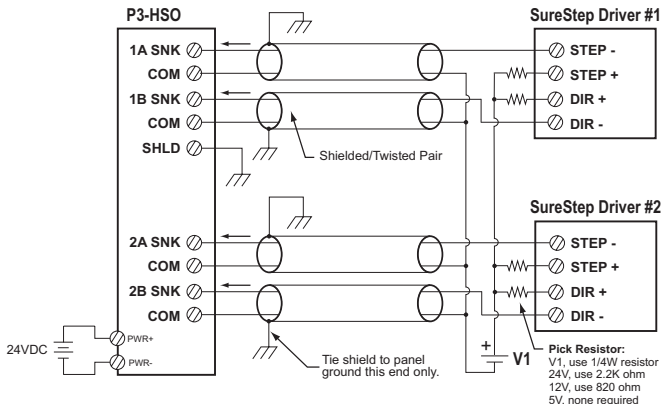 P3-HSO
SureStep Driver #1
1A SNK
COM
1B SNK
COM
SHLD
STEP -
STEP +
DIR +
DIR -
Shielded/Twisted Pair
SureStep Driver #2
2A SNK
COM
2B SNK
COM
STEP -
STEP +
DIR +
DIR -
24VDC
PWR+
PWR-
Tie shield to panel
ground this end only.
+
V1
Pick Resistor:
V1, use 1/4W resistor
24V, use 2.2K ohm
12V, use 820 ohm
5V, none required